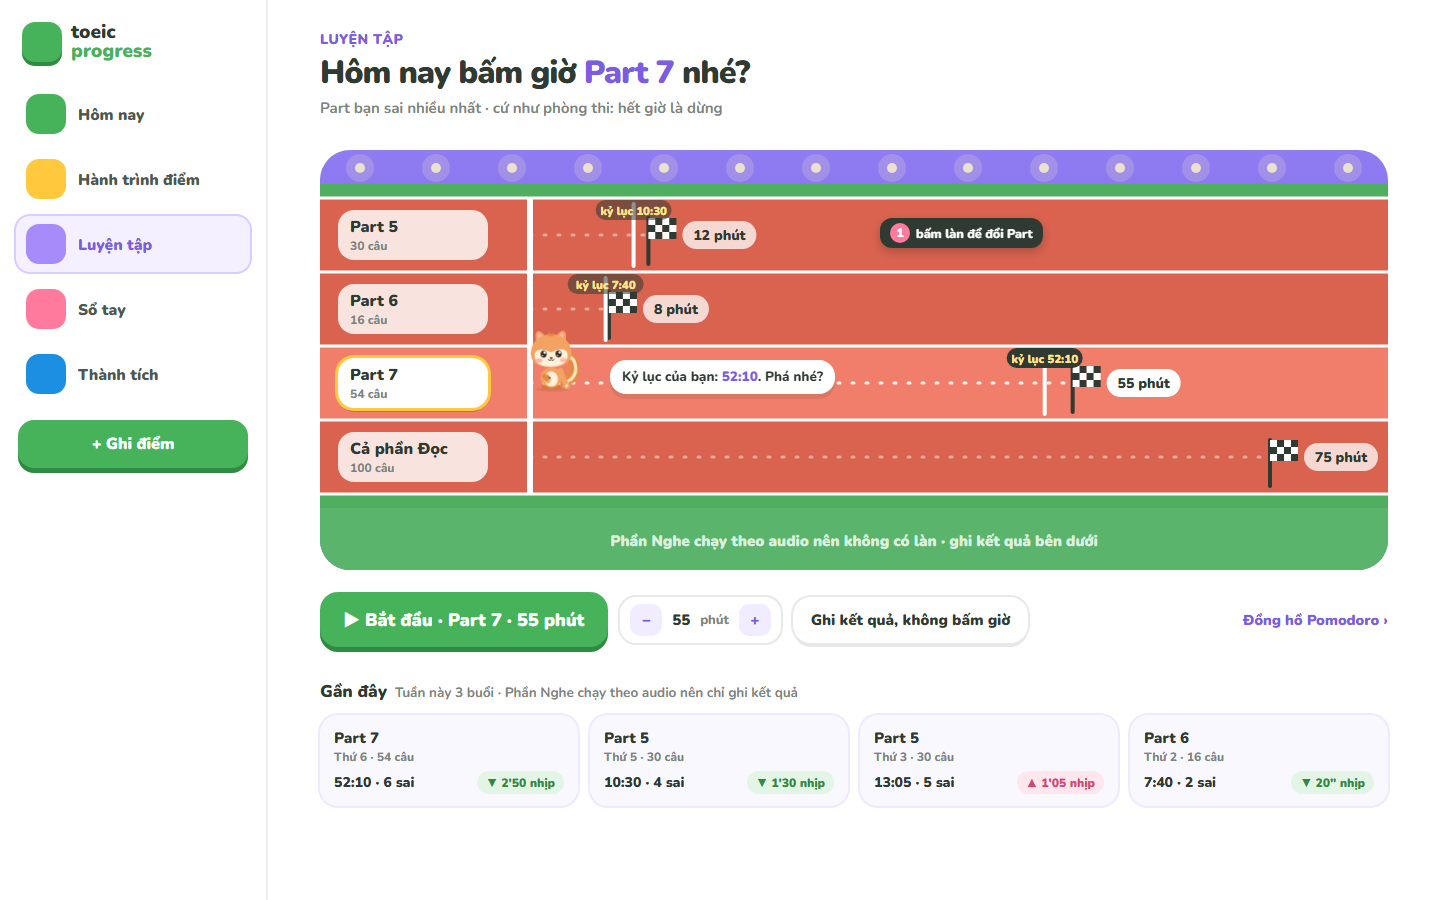 toeic
progress
Hôm nay
Hành trình điểm
Luyện tập
Sổ tay
Thành tích
+ Ghi điểm
LUYỆN TẬP
Hôm nay bấm giờ Part 7 nhé?
Part bạn sai nhiều nhất · cứ như phòng thi: hết giờ là dừng
Part 5
30 câu
kỷ lục 10:30
12 phút
1 bấm làn để đổi Part
Part 6
16 câu
kỷ lục 7:40
8 phút
Part 7
54 câu
Kỷ lục của bạn: 52:10. Phá nhé?
kỷ lục 52:10
55 phút
Cả phần Đọc
100 câu
75 phút
Phần Nghe chạy theo audio nên không có làn · ghi kết quả bên dưới
▶ Bắt đầu · Part 7 · 55 phút
− 55 phút +
Ghi kết quả, không bấm giờ
Đồng hồ Pomodoro ›
Gần đây Tuần này 3 buổi · Phần Nghe chạy theo audio nên chỉ ghi kết quả
Part 7
Thứ 6 · 54 câu
52:10 · 6 sai
▼ 2'50 nhịp
Part 5
Thứ 5 · 30 câu
10:30 · 4 sai
▼ 1'30 nhịp
Part 5
Thứ 3 · 30 câu
13:05 · 5 sai
▲ 1'05 nhịp
Part 6
Thứ 2 · 16 câu
7:40 · 2 sai
▼ 20" nhịp